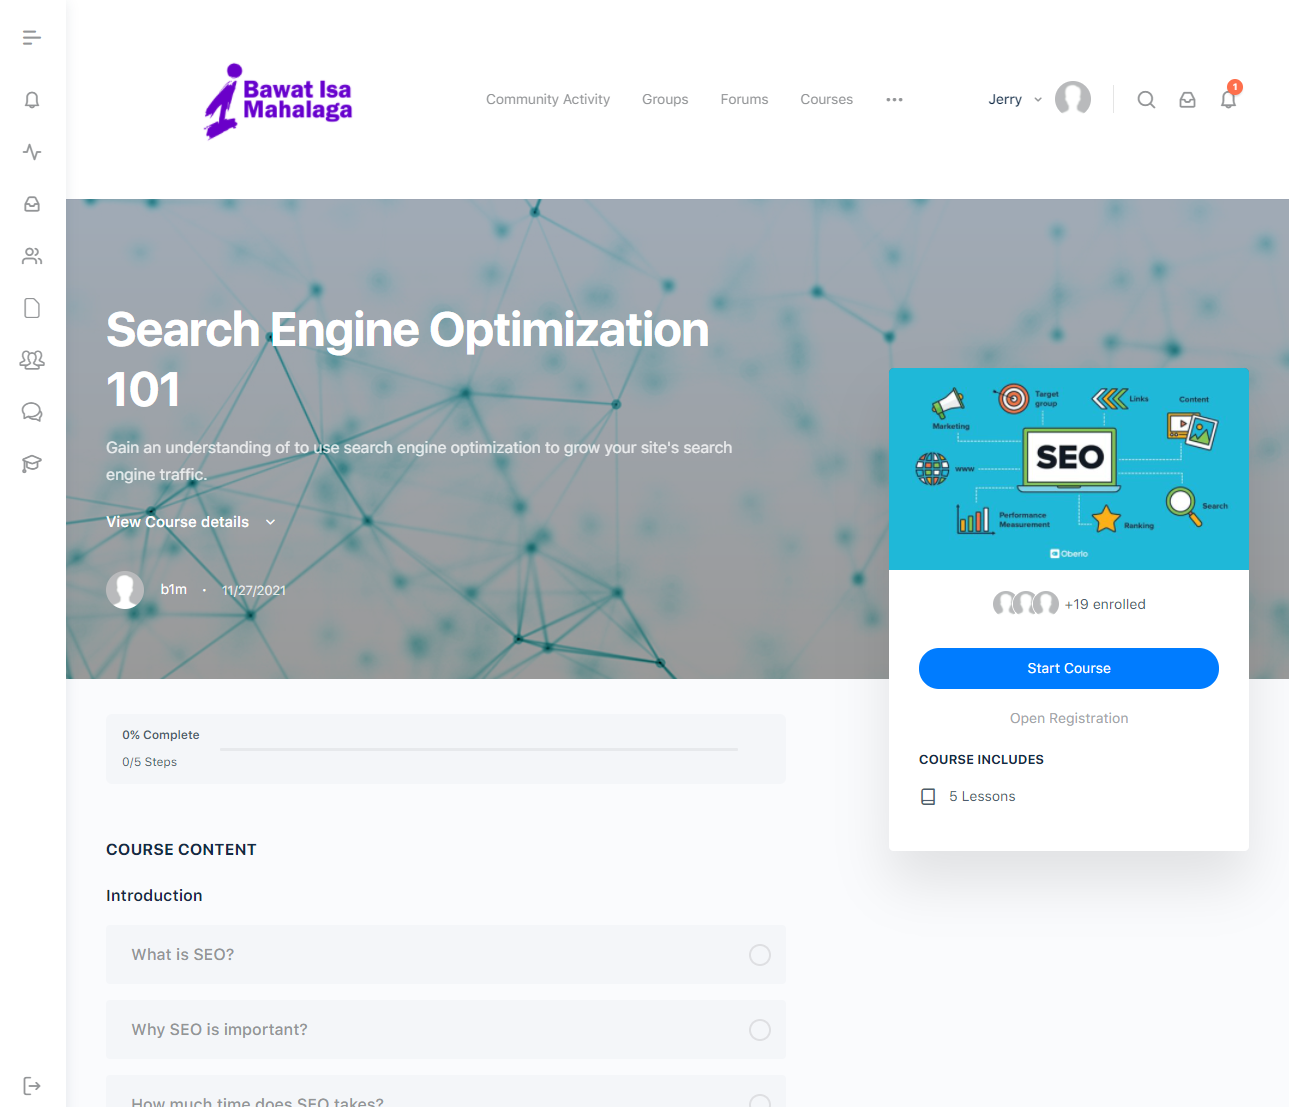 Bawat Isa
Mahalaga
Community Activity
Groups
Forums
Courses
Jerry
1
Search Engine Optimization
101
Gain an understanding of to use search engine optimization to grow your site's search
engine traffic.
View Course details
b1m
11/27/2021
Marketing
Target
group
Links
Content
www
SEO
Performance
Measurement
Ranking
Search
Oberlo
+19 enrolled
Start Course
Open Registration
COURSE INCLUDES
5 Lessons
0% Complete
0/5 Steps
COURSE CONTENT
Introduction
What is SEO?
Why SEO is important?
How much time does SEO takes?